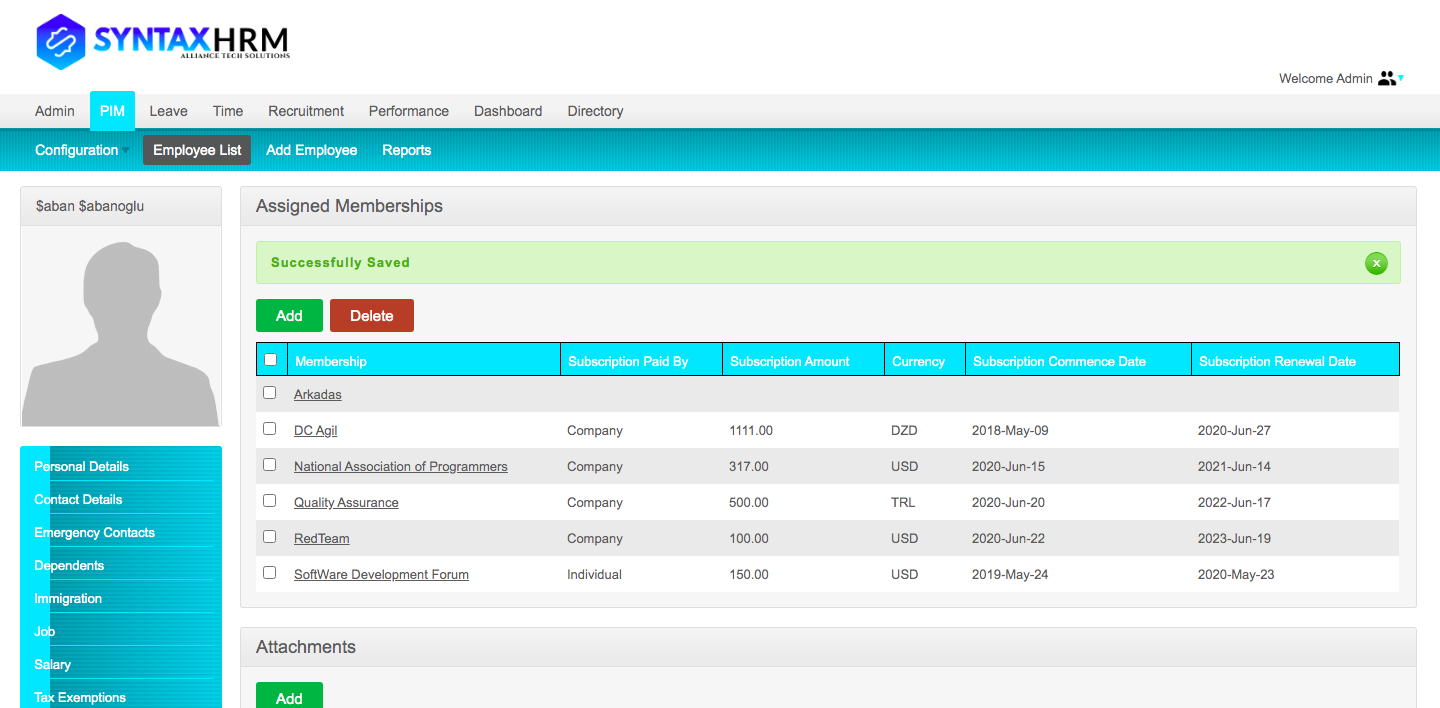 SYNTAXHRM
ALLIANCE TECH SOLUTIONS
Welcome Admin
Admin PIM Leave Time Recruitment Performance Dashboard Directory
Configuration Employee List Add Employee Reports
$aban $abanoglu
Assigned Memberships
Successfully Saved x
Add Delete
Membership Subscription Paid By Subscription Amount Currency Subscription Commence Date Subscription Renewal Date
Arkadas
DC Agil Company 1111.00 DZD 2018-May-09 2020-Jun-27
National Association of Programmers Company 317.00 USD 2020-Jun-15 2021-Jun-14
Quality Assurance Company 500.00 TRL 2020-Jun-20 2022-Jun-17
RedTeam Company 100.00 USD 2020-Jun-22 2023-Jun-19
SoftWare Development Forum Individual 150.00 USD 2019-May-24 2020-May-23
Personal Details
Contact Details
Emergency Contacts
Dependents
Immigration
Job
Salary
Tax Exemptions
Attachments
Add